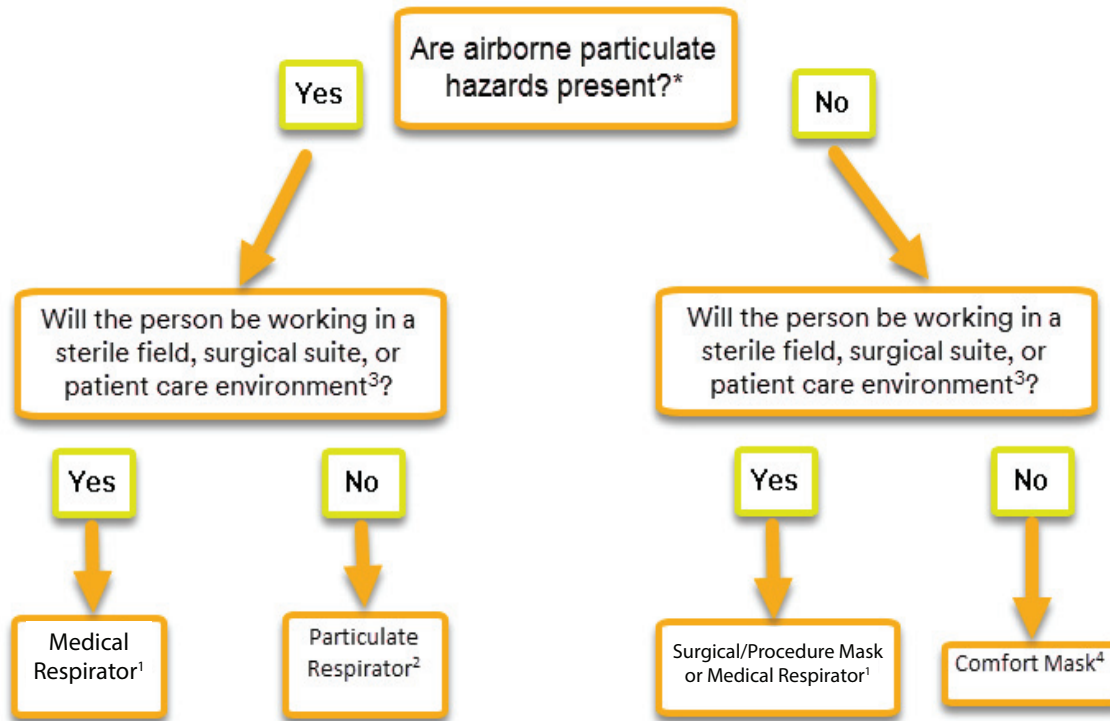 Are airborne particulate
hazards present?*
Yes
No
Will the person be working in a
sterile field, surgical suite, or
patient care environment³?
Will the person be working in a
sterile field, surgical suite, or
patient care environment³?
Yes
No
Yes
No
Medical
Respirator¹
Particulate
Respirator²
Surgical/Procedure Mask
or Medical Respirator¹
Comfort Mask⁴